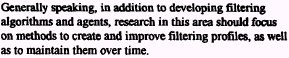 Generally speaking, in addition to developing filtering
algorithms and agents, research in this area should focus
on methods to create and improve filtering profiles, as well
as to maintain them over time.